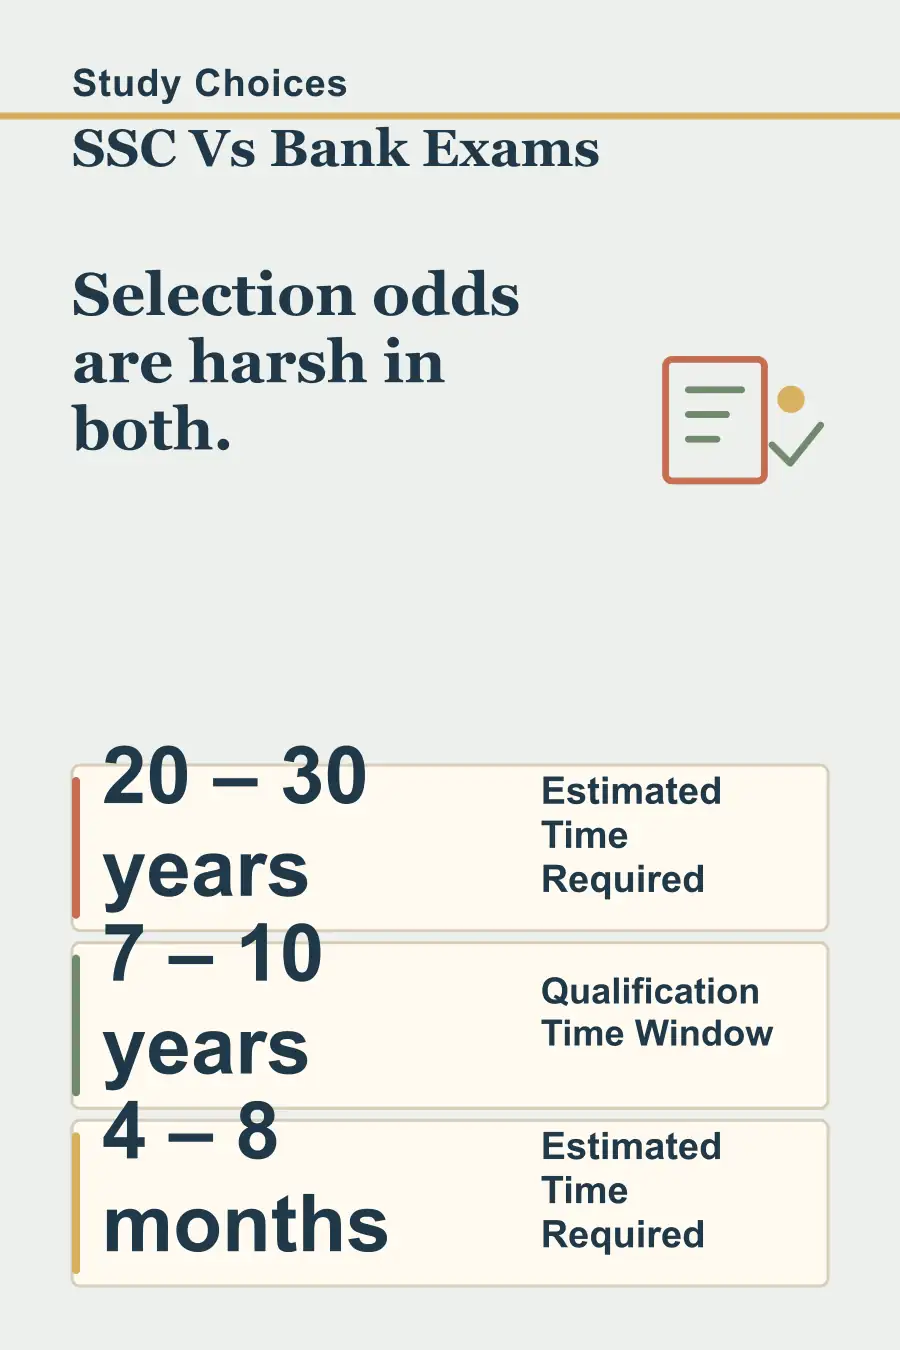 Study Choices
SSC Vs Bank Exams
Selection odds
are harsh in
both.
20 – 30
years
Estimated
Time
Required
7 – 10
years
Qualification
Time Window
4 – 8
months
Estimated
Time
Required